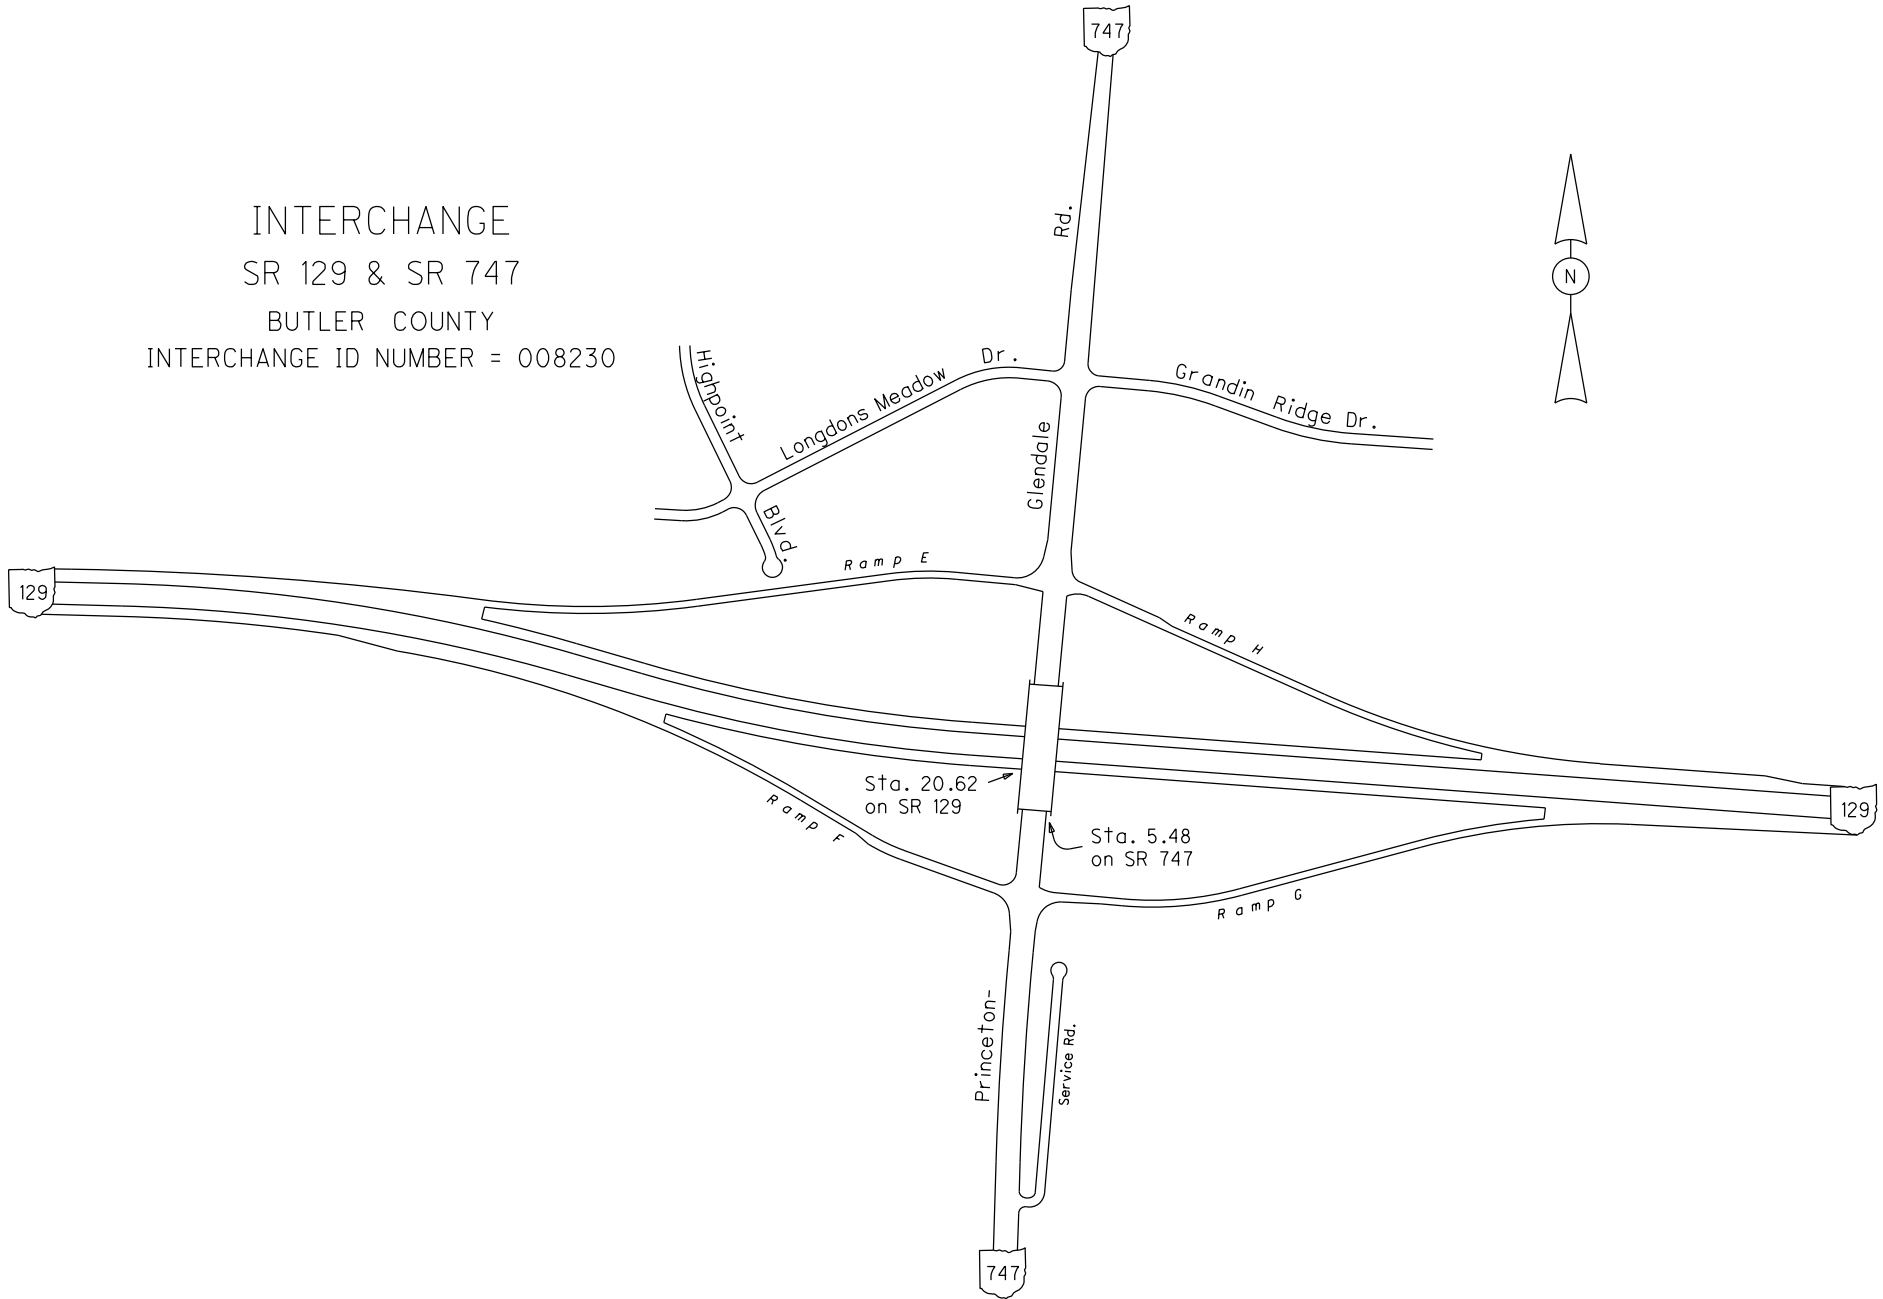 747
INTERCHANGE
SR 129 & SR 747
BUTLER COUNTY
INTERCHANGE ID NUMBER = 008230
Rd.
N
Highpoint
Blvd.
Longdons Meadow
Dr.
Grandin Ridge Dr.
Glendale
Ramp E
129
Ramp H
Sta. 20.62
on SR 129
Ramp F
129
Sta. 5.48
on SR 747
Ramp G
Princeton-
Service Rd.
747